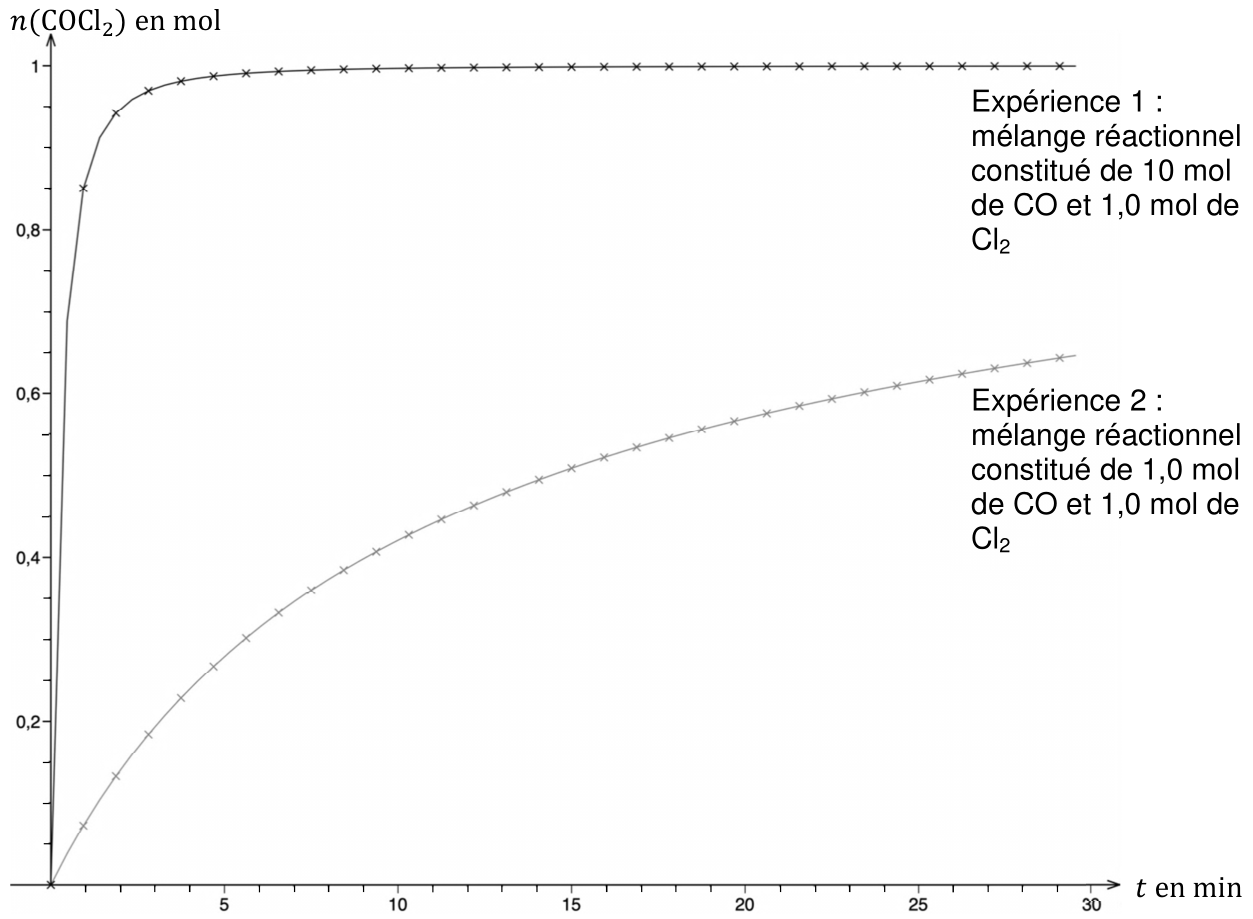 n(COCl₂) en mol
1
Expérience 1 :
mélange réactionnel
constitué de 10 mol
de CO et 1,0 mol de
Cl₂
0,8
0,6
Expérience 2 :
mélange réactionnel
constitué de 1,0 mol
de CO et 1,0 mol de
Cl₂
0,4
0,2
5 10 15 20 25 30
t en min